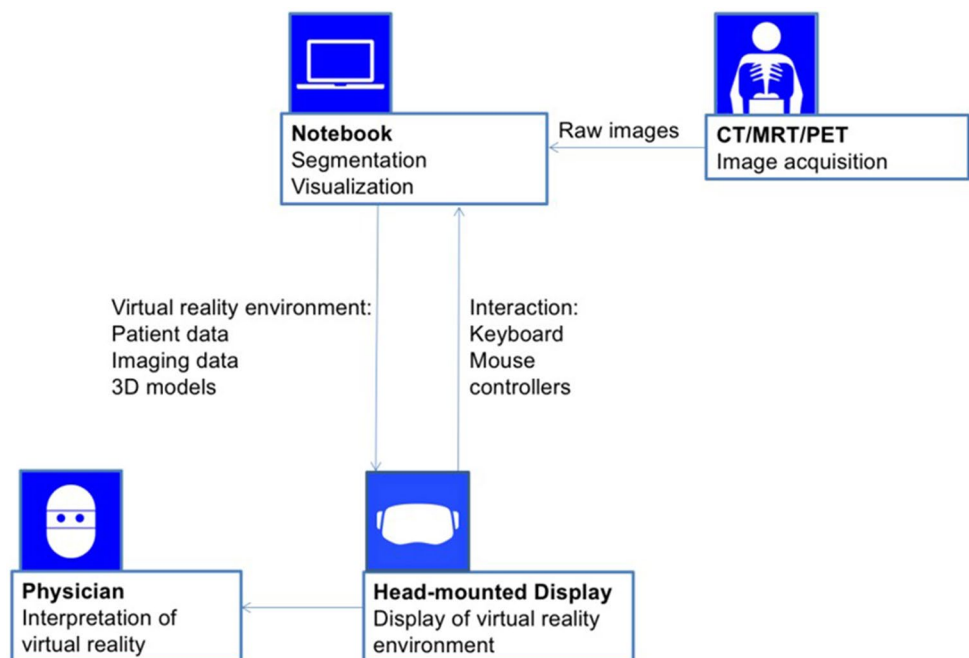 Notebook
Segmentation
Visualization
Raw images
CT/MRT/PET
Image acquisition
Virtual reality environment:
Patient data
Imaging data
3D models
Interaction:
Keyboard
Mouse
controllers
Physician
Interpretation of
virtual reality
Head-mounted Display
Display of virtual reality
environment